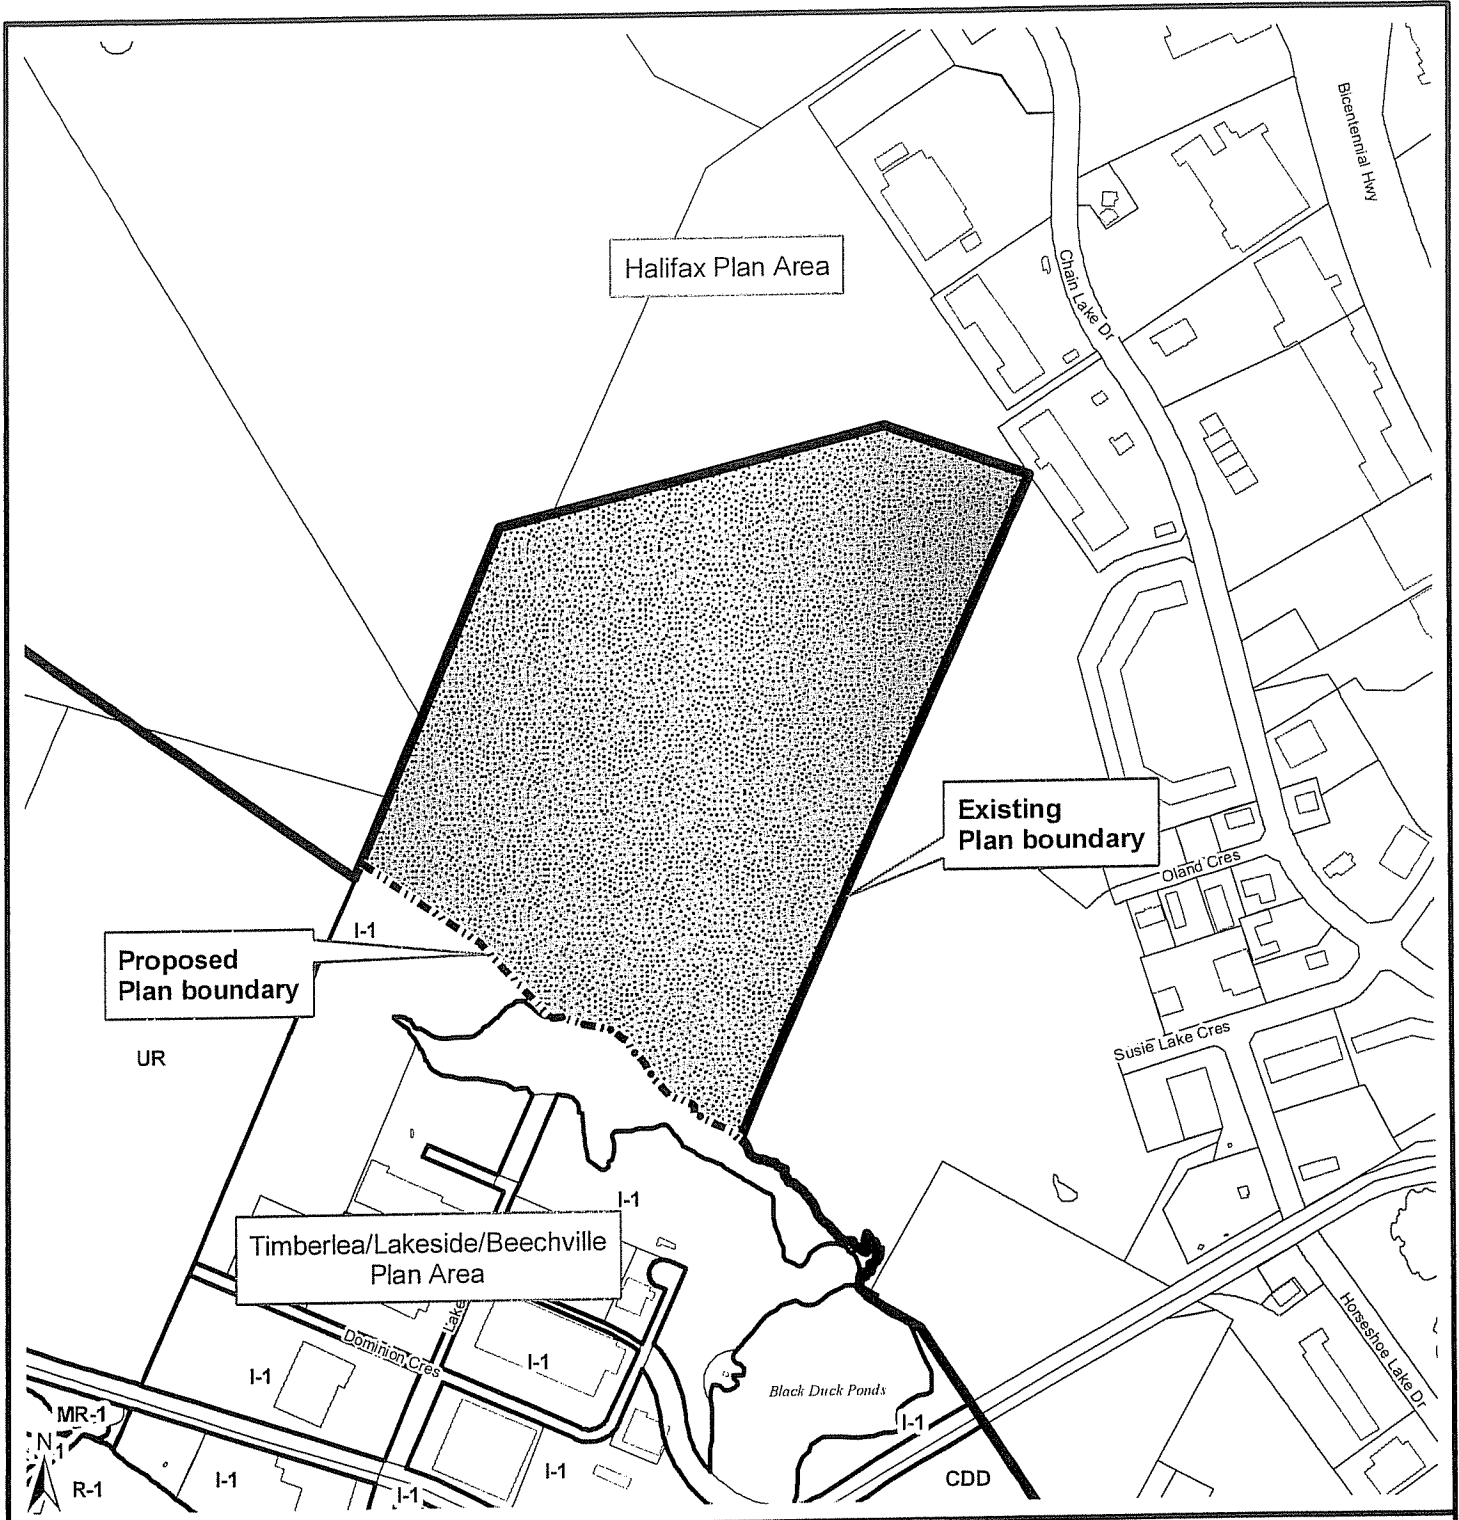 Bicentennial Hwy
Halifax Plan Area
Chain Lake Dr
Existing
Plan boundary
Oland Cres
I-1
Proposed
Plan boundary
Susie Lake Cres
UR
I-1
Timberlea/Lakeside/Beechville
Plan Area
Lake
Horseshoe Lake Dr
Dominion Cres
I-1
I-1
Black Duck Ponds
MR-1
I-1
N
I-1
I-1
CDD
R-1
I-1